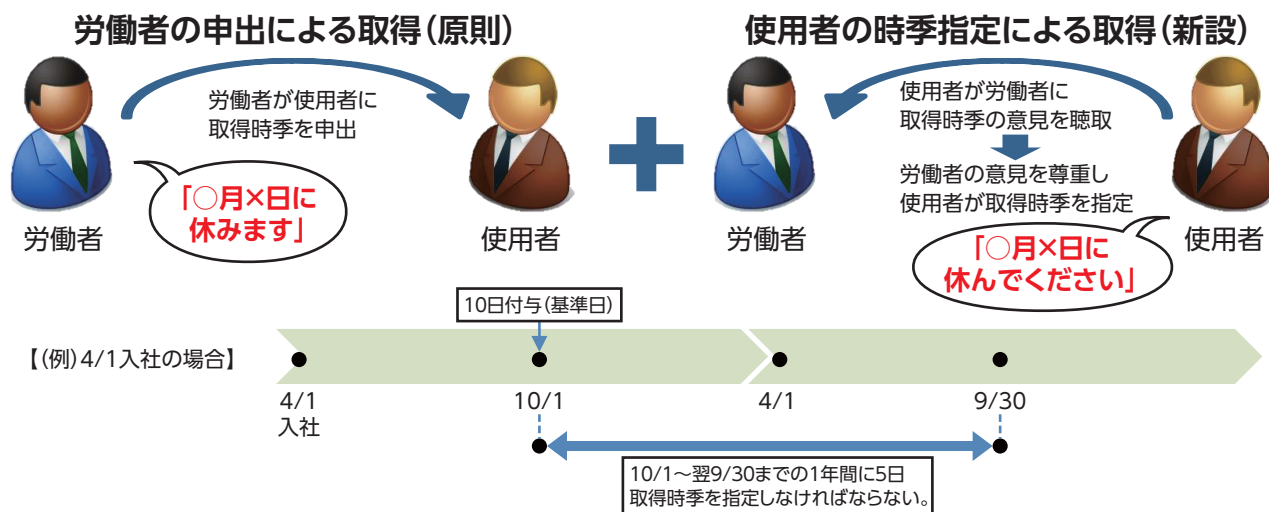 労働者の申出による取得(原則)
労働者が使用者に
取得時季を申出
「○月×日に
休みます」
労働者
使用者
使用者の時季指定による取得(新設)
使用者が労働者に
取得時季の意見を聴取
労働者の意見を尊重し
使用者が取得時季を指定
「○月×日に
休んでください」
労働者
使用者
10日付与(基準日)
【(例)4/1入社の場合】
4/1
入社
10/1
4/1
9/30
10/1~翌9/30までの1年間に5日
取得時季を指定しなければならない。